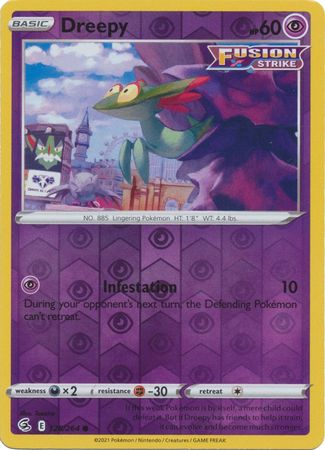 BASIC Dreepy HP60
FUSION
STRIKE
NO. 885 Lingering Pokémon HT: 1'8" WT: 4.4 lbs.
Infestation 10
During your opponent's next turn, the Defending Pokémon
can't retreat.
weakness ×2 resistance -30 retreat
If this weak Pokémon is by itself, a mere child could
defeat it. But if Dreepy has friends to help it train,
it can evolve and become much stronger.
Illus.
E 128/264
©2021 Pokémon / Nintendo / Creatures / GAME FREAK